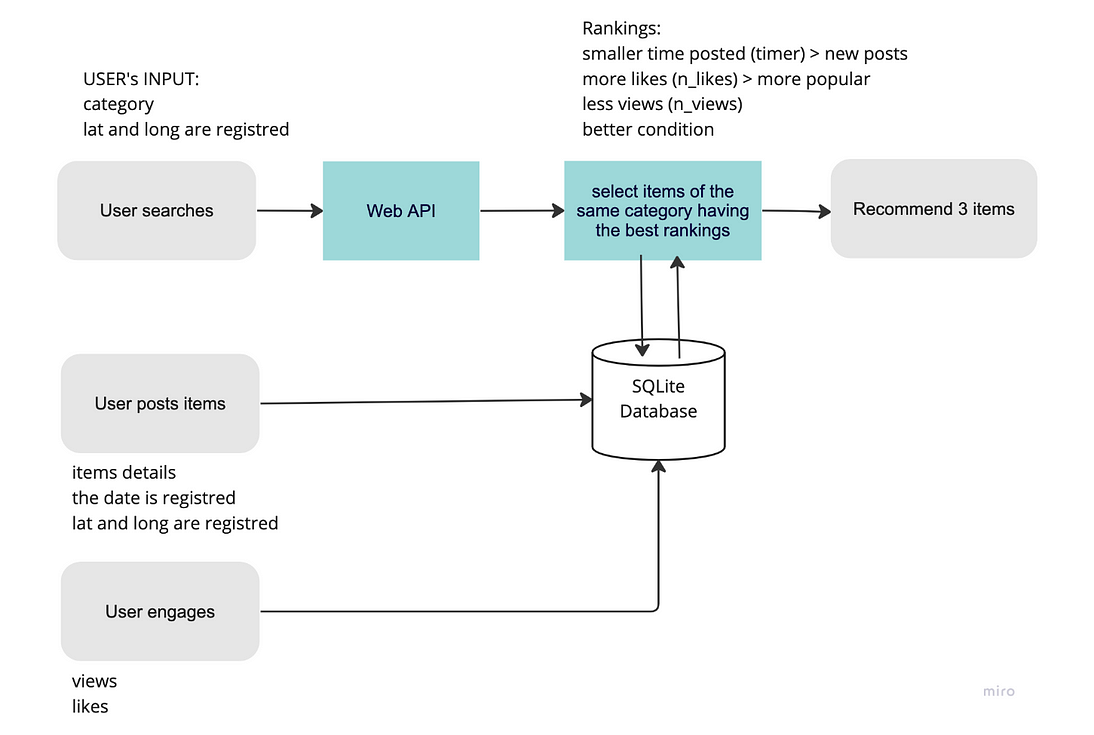 Rankings:
smaller time posted (timer) > new posts
more likes (n_likes) > more popular
less views (n_views)
better condition
USER's INPUT:
category
lat and long are registred
User searches
Web API
select items of the
same category having
the best rankings
Recommend 3 items
User posts items
SQLite
Database
items details
the date is registred
lat and long are registred
User engages
views
likes
miro